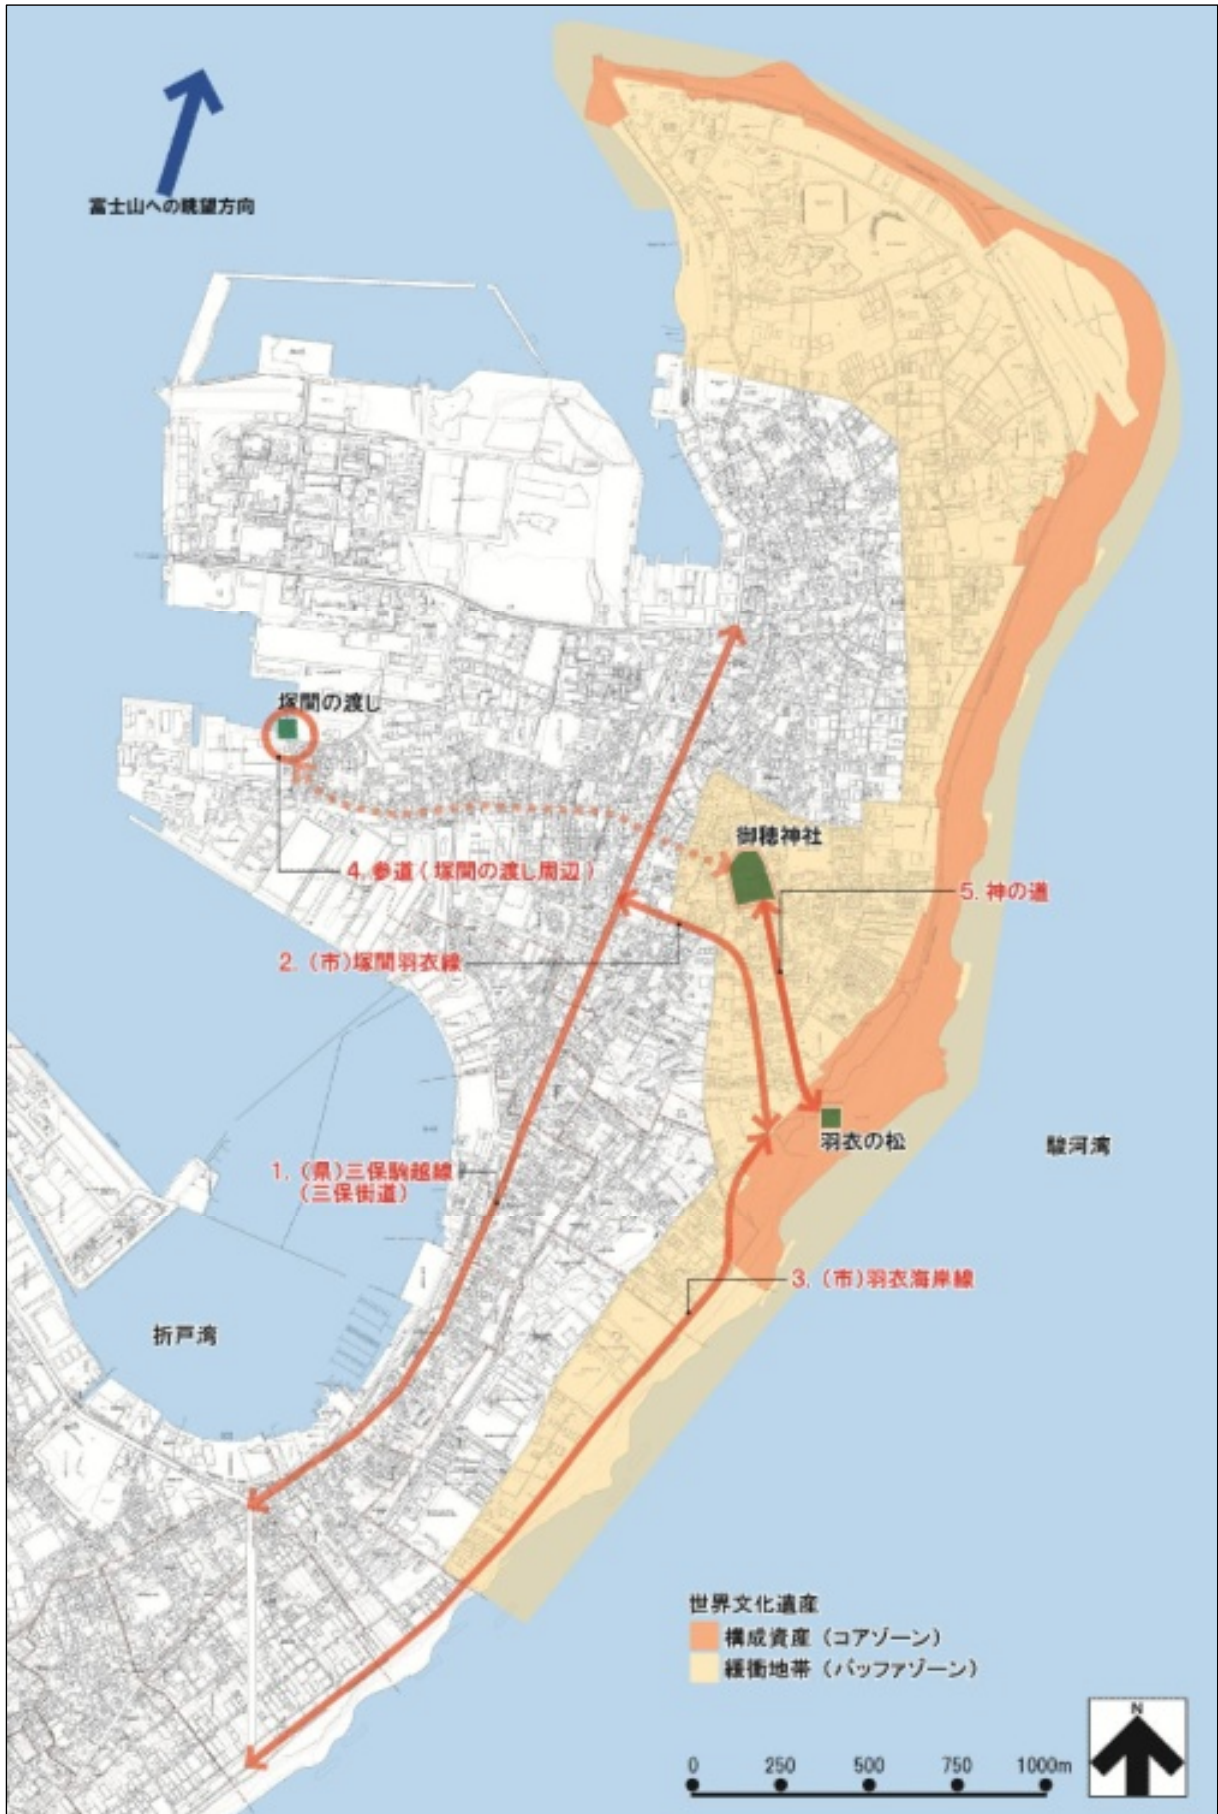 富士山への眺望方向
塚間の渡し
御穂神社
4. 参道（塚間の渡し周辺）
5. 神の道
2. (市)塚間羽衣線
羽衣の松
駿河湾
1. (県)三保駒越線
(三保街道)
3. (市)羽衣海岸線
折戸湾
世界文化遺産
構成資産（コアゾーン）
緩衝地帯（バッファゾーン）
N
0 250 500 750 1000m